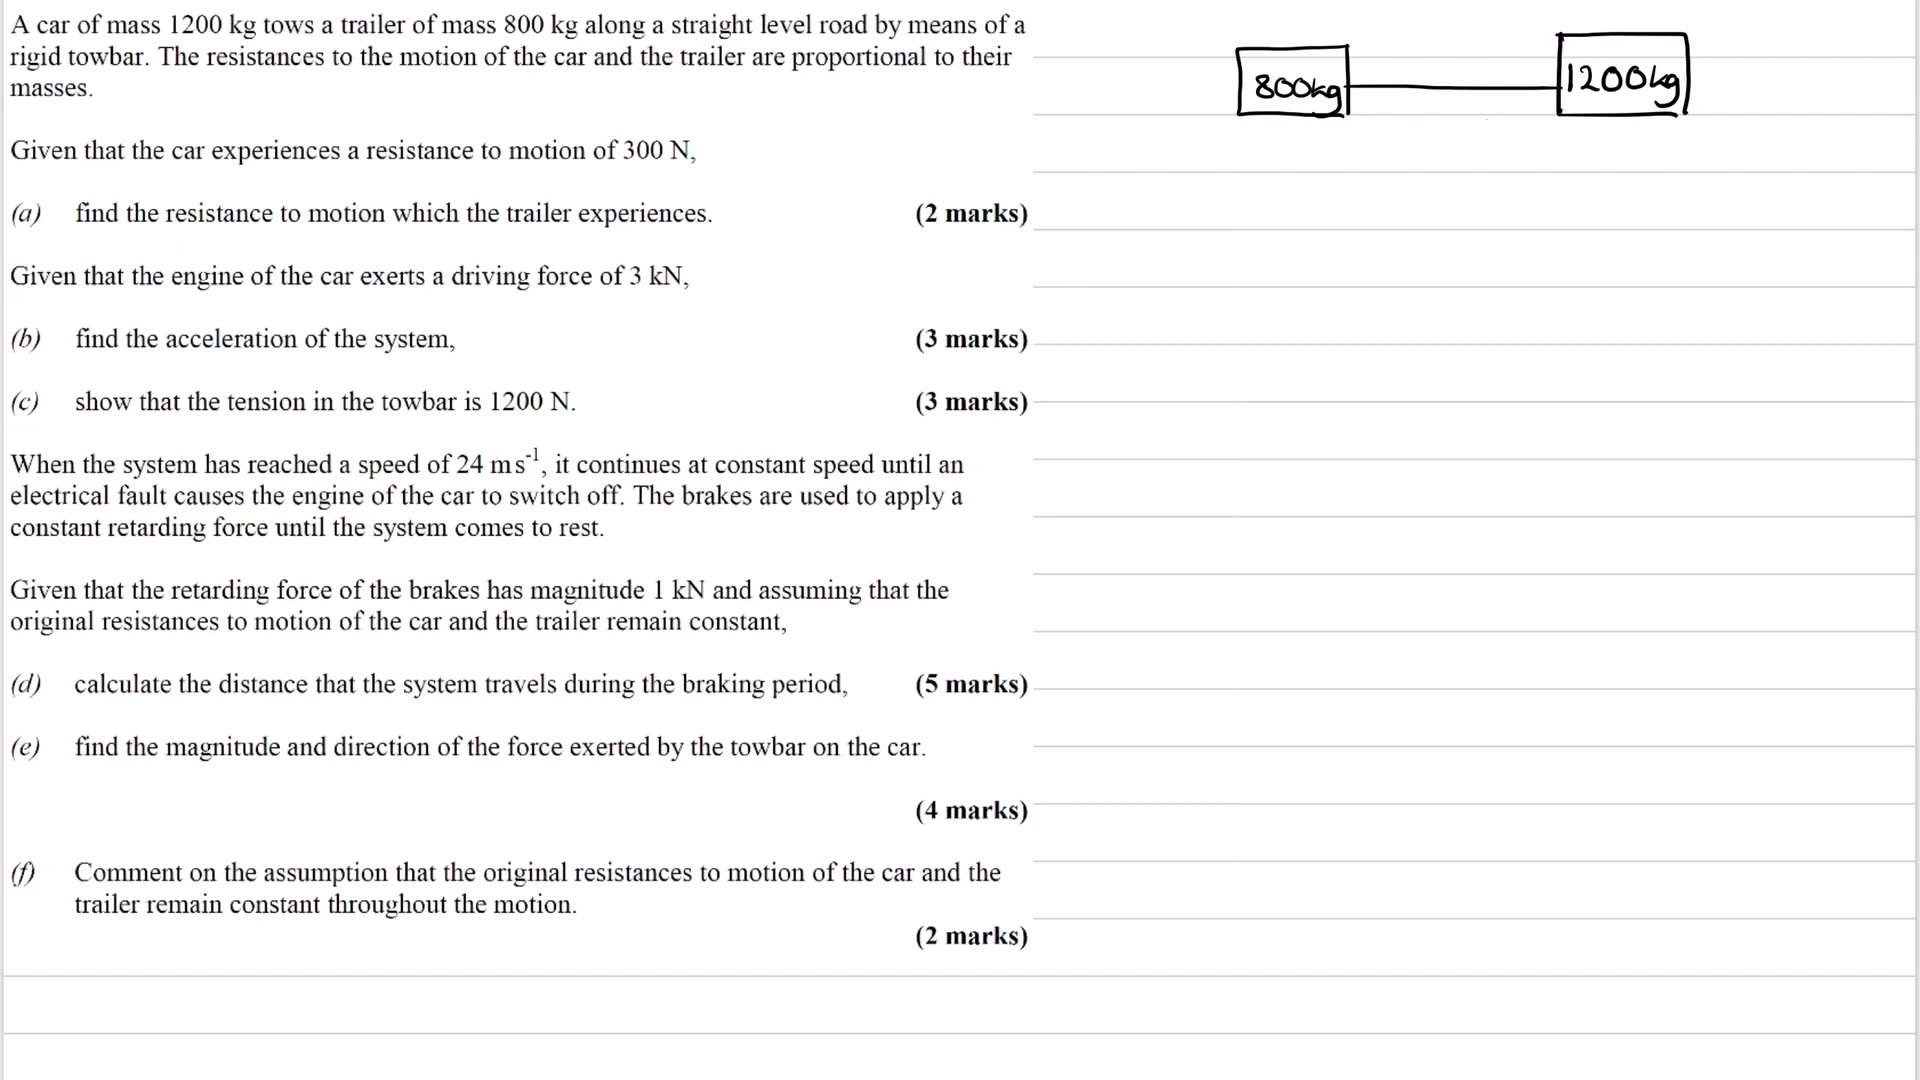 A car of mass 1200 kg tows a trailer of mass 800 kg along a straight level road by means of a
rigid towbar. The resistances to the motion of the car and the trailer are proportional to their
masses.
Given that the car experiences a resistance to motion of 300 N,
(a) find the resistance to motion which the trailer experiences. (2 marks)
Given that the engine of the car exerts a driving force of 3 kN,
(b) find the acceleration of the system, (3 marks)
(c) show that the tension in the towbar is 1200 N. (3 marks)
When the system has reached a speed of 24 m s⁻¹, it continues at constant speed until an
electrical fault causes the engine of the car to switch off. The brakes are used to apply a
constant retarding force until the system comes to rest.
Given that the retarding force of the brakes has magnitude 1 kN and assuming that the
original resistances to motion of the car and the trailer remain constant,
(d) calculate the distance that the system travels during the braking period, (5 marks)
(e) find the magnitude and direction of the force exerted by the towbar on the car.
(4 marks)
(f) Comment on the assumption that the original resistances to motion of the car and the
trailer remain constant throughout the motion.
(2 marks)
800kg
1200kg